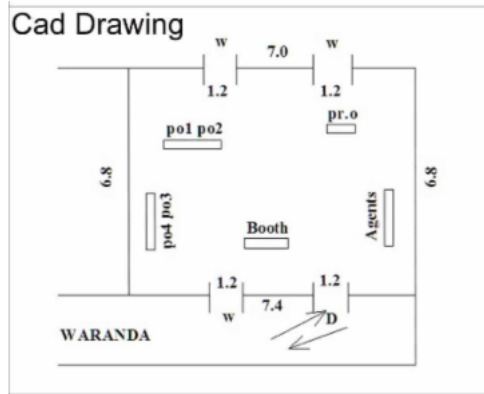 Cad Drawing
w 7.0 w
1.2 1.2
po1 po2 pr.o
6.8 6.8
po4 po3 Booth Agents
1.2 1.2
w 7.4 D
WARANDA